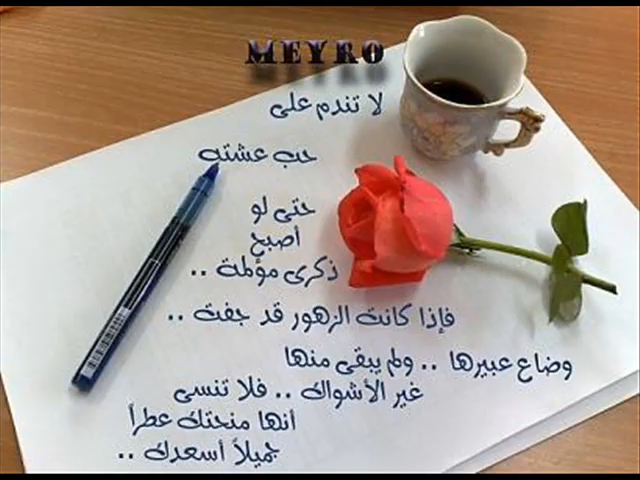 MEYRO
لا تندم على
حب عشته
حتى لو
أصبح
ذكرى مؤلمة ..
فإذا كانت الزهور قد جفت ..
وضاع عبيرها .. ولم يبقى منها
غير الأشواك .. فلا تنسى
أنها منحتك عطراً
جميلاً أسعدك ..